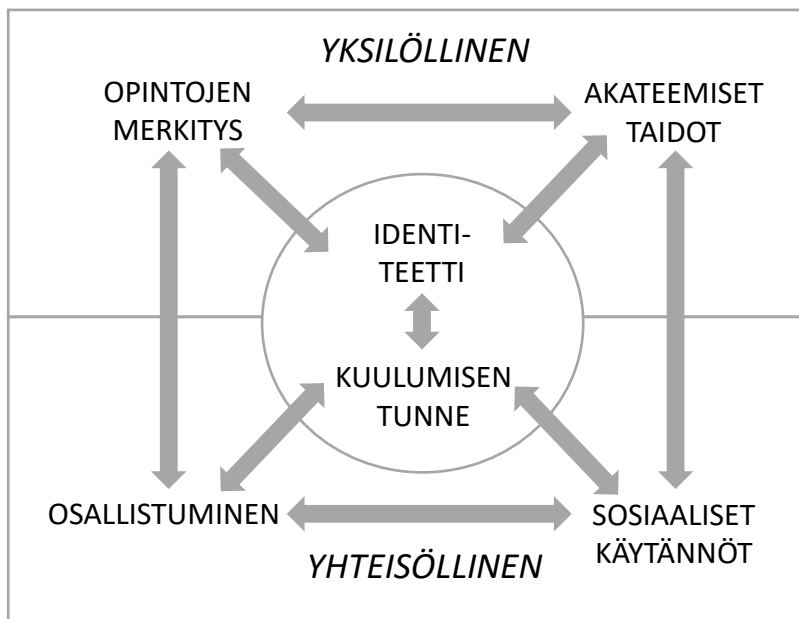 YKSILÖLLINEN
OPINTOJEN
MERKITYS
AKATEEMISET
TAIDOT
IDENTI-
TEETTI
KUULUMISEN
TUNNE
OSALLISTUMINEN
SOSIAALISET
KÄYTÄNNÖT
YHTEISÖLLINEN